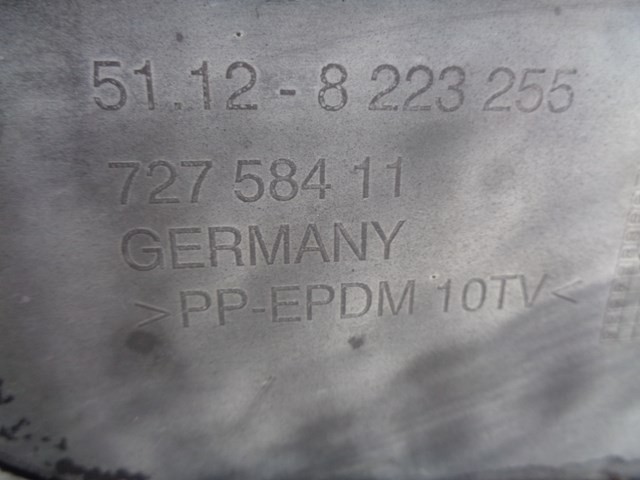 51.12 - 8 223 255
727 584 11
GERMANY
>PP-EPDM 10TV<